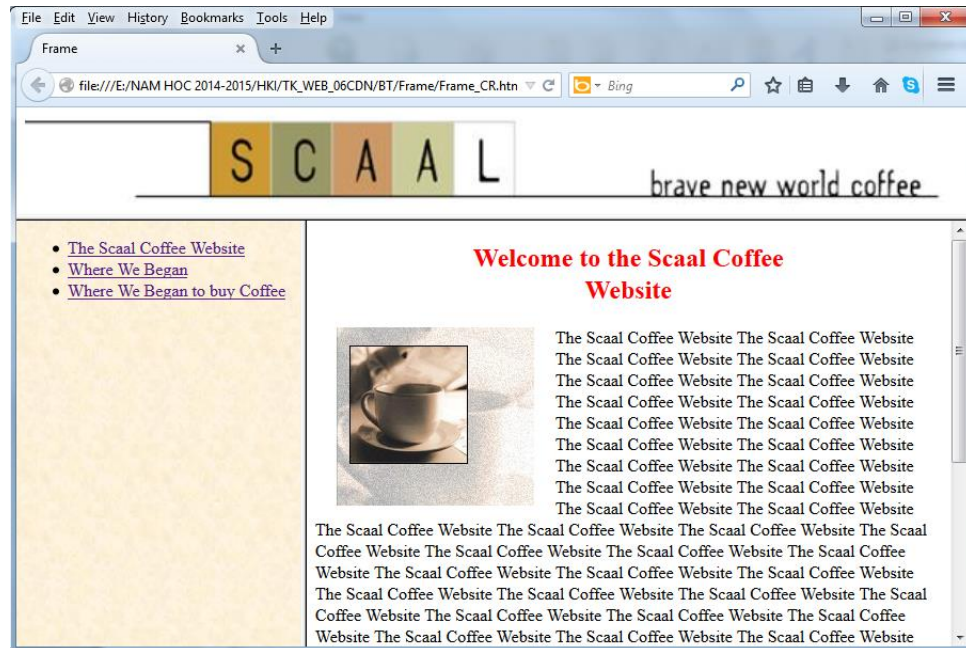 File Edit View History Bookmarks Tools Help
Frame
file:///E:/NAM HOC 2014-2015/HKI/TK_WEB_06CDN/BT/Frame/Frame_CR.htn
Bing
SCAAL
brave new world coffee
The Scaal Coffee Website
Where We Began
Where We Began to buy Coffee
Welcome to the Scaal Coffee
Website
The Scaal Coffee Website The Scaal Coffee Website
The Scaal Coffee Website The Scaal Coffee Website
The Scaal Coffee Website The Scaal Coffee Website
The Scaal Coffee Website The Scaal Coffee Website
The Scaal Coffee Website The Scaal Coffee Website
The Scaal Coffee Website The Scaal Coffee Website
The Scaal Coffee Website The Scaal Coffee Website
The Scaal Coffee Website The Scaal Coffee Website
The Scaal Coffee Website The Scaal Coffee Website
The Scaal Coffee Website The Scaal Coffee Website The Scaal Coffee Website The Scaal
Coffee Website The Scaal Coffee Website The Scaal Coffee Website The Scaal Coffee
Website The Scaal Coffee Website The Scaal Coffee Website The Scaal Coffee Website
The Scaal Coffee Website The Scaal Coffee Website The Scaal Coffee Website The Scaal
Coffee Website The Scaal Coffee Website The Scaal Coffee Website The Scaal Coffee
Website The Scaal Coffee Website The Scaal Coffee Website The Scaal Coffee Website